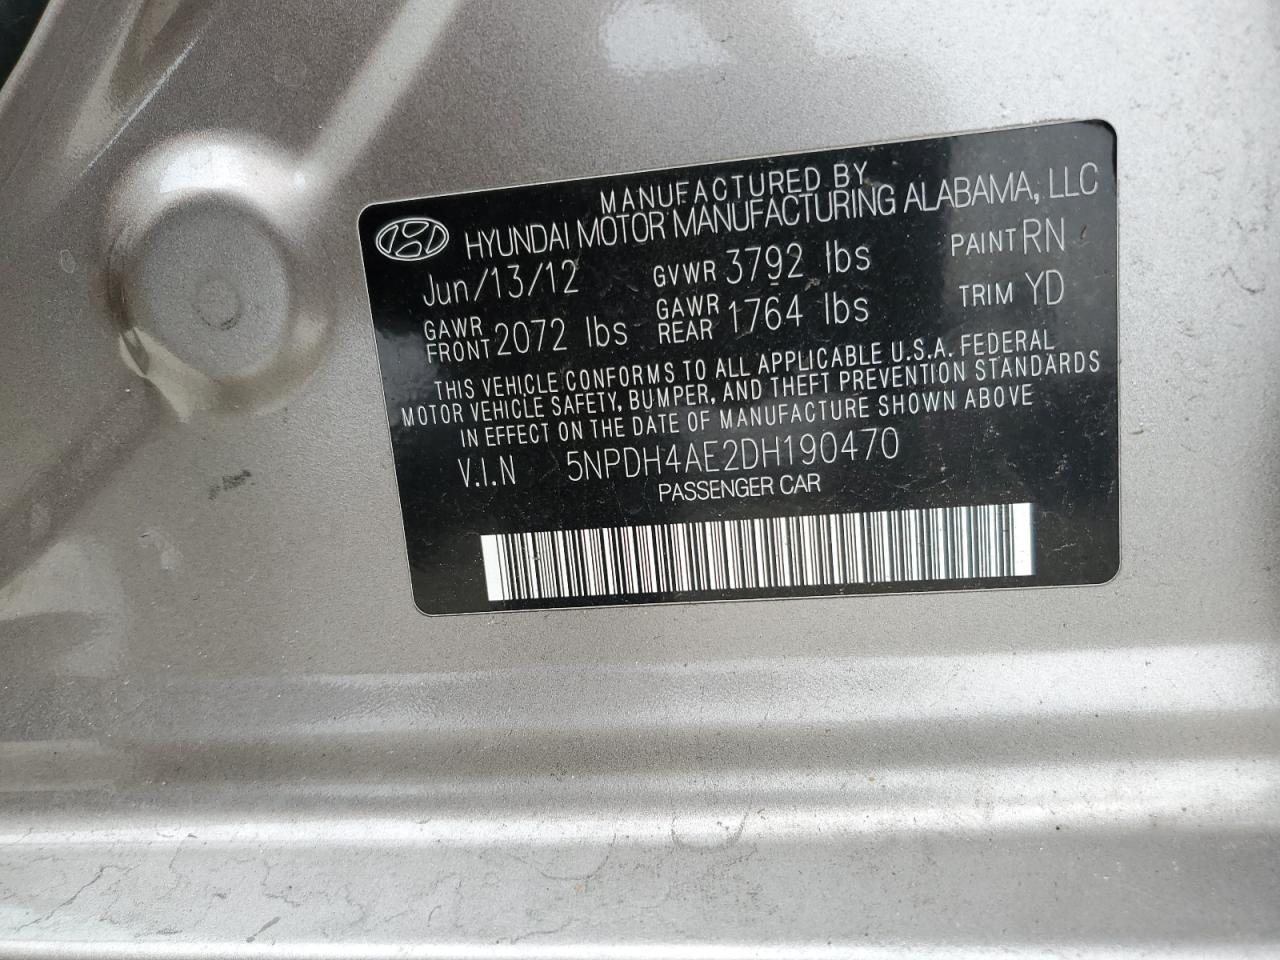 MANUFACTURED BY
HYUNDAI MOTOR MANUFACTURING ALABAMA, LLC
Jun/13/12 GVWR 3792 lbs PAINT RN
GAWR FRONT 2072 lbs GAWR REAR 1764 lbs TRIM YD
THIS VEHICLE CONFORMS TO ALL APPLICABLE U.S.A. FEDERAL
MOTOR VEHICLE SAFETY, BUMPER, AND THEFT PREVENTION STANDARDS
IN EFFECT ON THE DATE OF MANUFACTURE SHOWN ABOVE
V.I.N 5NPDH4AE2DH190470
PASSENGER CAR